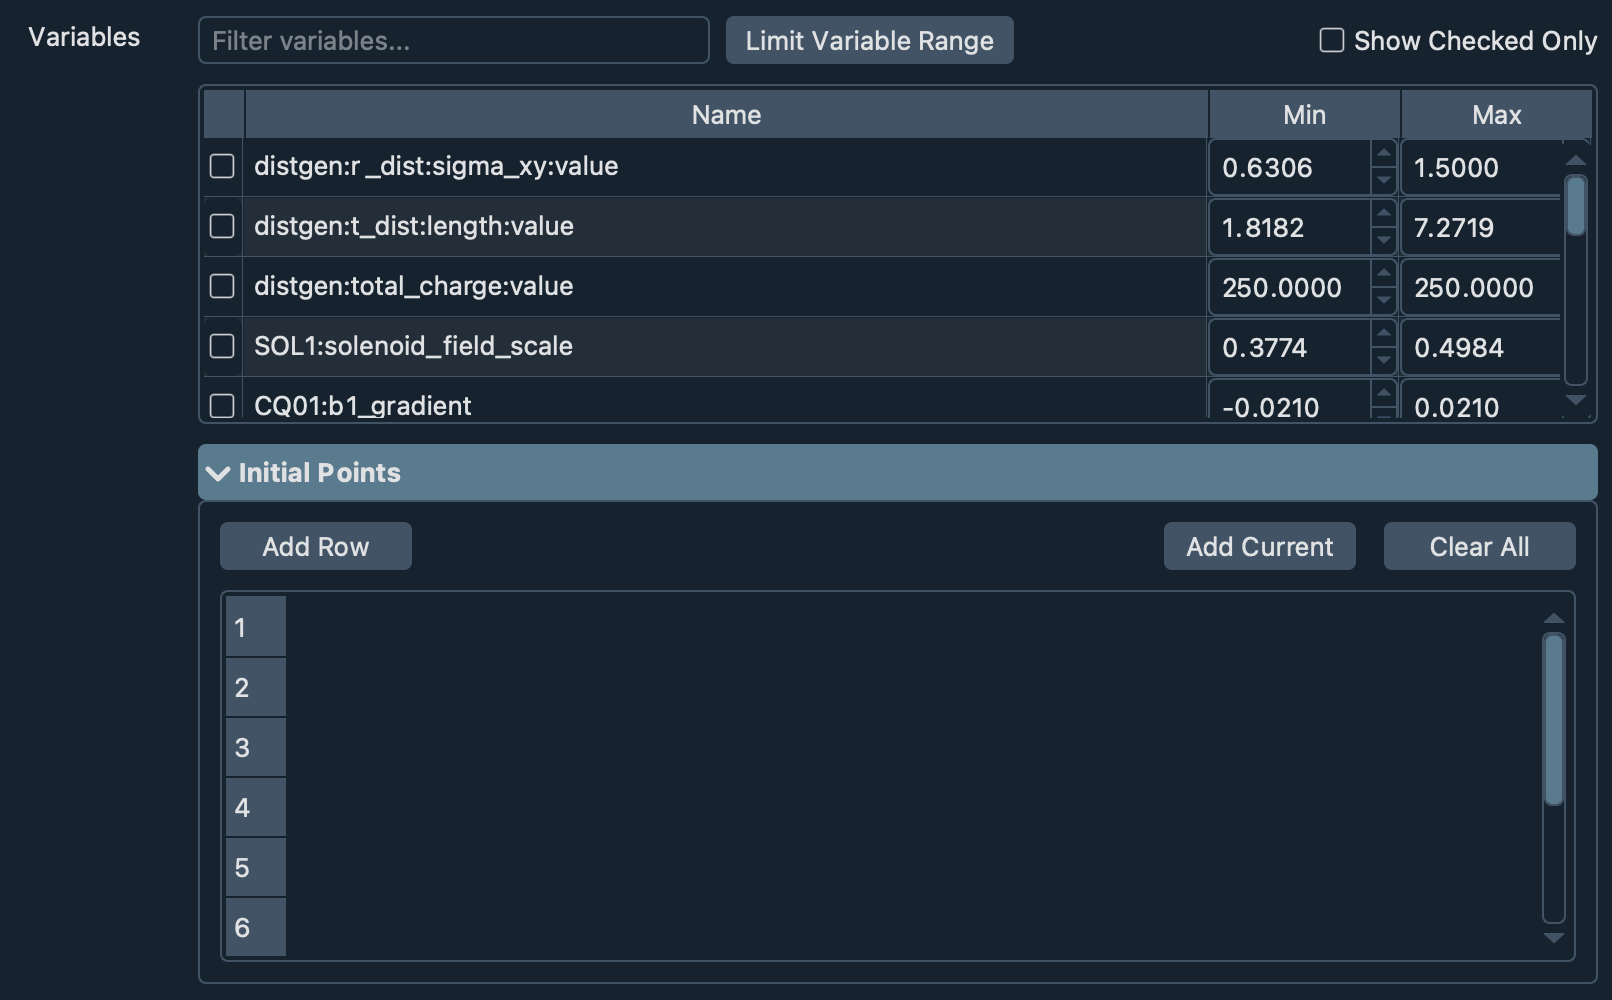 Variables
Filter variables...
Limit Variable Range
Show Checked Only
Name Min Max
distgen:r_dist:sigma_xy:value 0.6306 1.5000
distgen:t_dist:length:value 1.8182 7.2719
distgen:total_charge:value 250.0000 250.0000
SOL1:solenoid_field_scale 0.3774 0.4984
CQ01:b1_gradient -0.0210 0.0210
Initial Points
Add Row Add Current Clear All
1
2
3
4
5
6